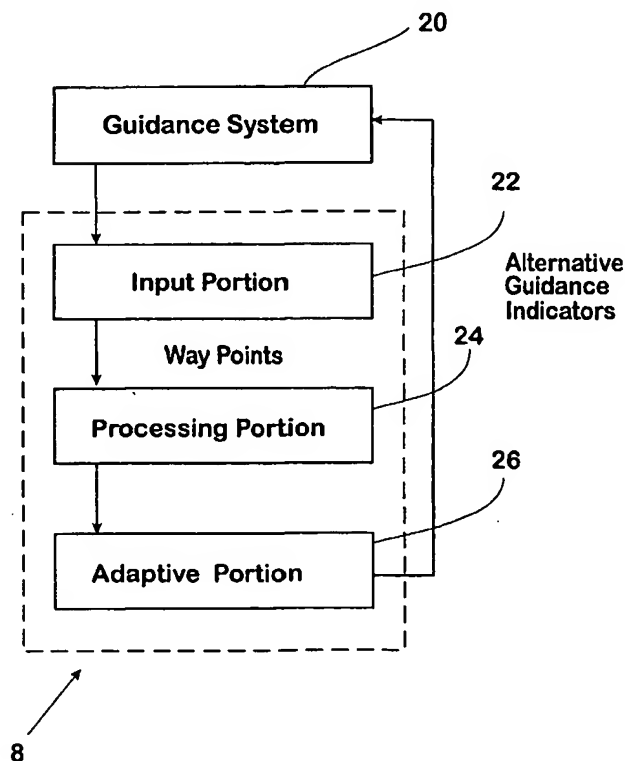 20
Guidance System
22
Input Portion
Alternative
Guidance
Indicators
Way Points
24
Processing Portion
26
Adaptive Portion
8